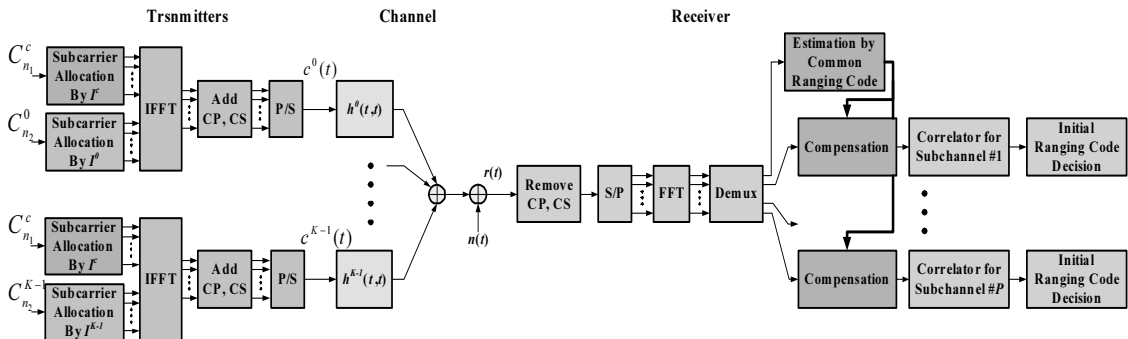 Trsnmitters
Channel
Receiver
C^c_{n_1}
Subcarrier
Allocation
By I^c
C^0_{n_2}
Subcarrier
Allocation
By I^0
IFFT
Add
CP, CS
P/S
c^0(t)
h^0(t,t)
C^c_{n_1}
Subcarrier
Allocation
By I^c
C^{K-1}_{n_2}
Subcarrier
Allocation
By I^{K-1}
IFFT
Add
CP, CS
P/S
c^{K-1}(t)
h^{K-1}(t,t)
r(t)
n(t)
Remove
CP, CS
S/P
FFT
Demux
Estimation by
Common
Ranging Code
Compensation
Correlator for
Subchannel #1
Initial
Ranging Code
Decision
Compensation
Correlator for
Subchannel #P
Initial
Ranging Code
Decision